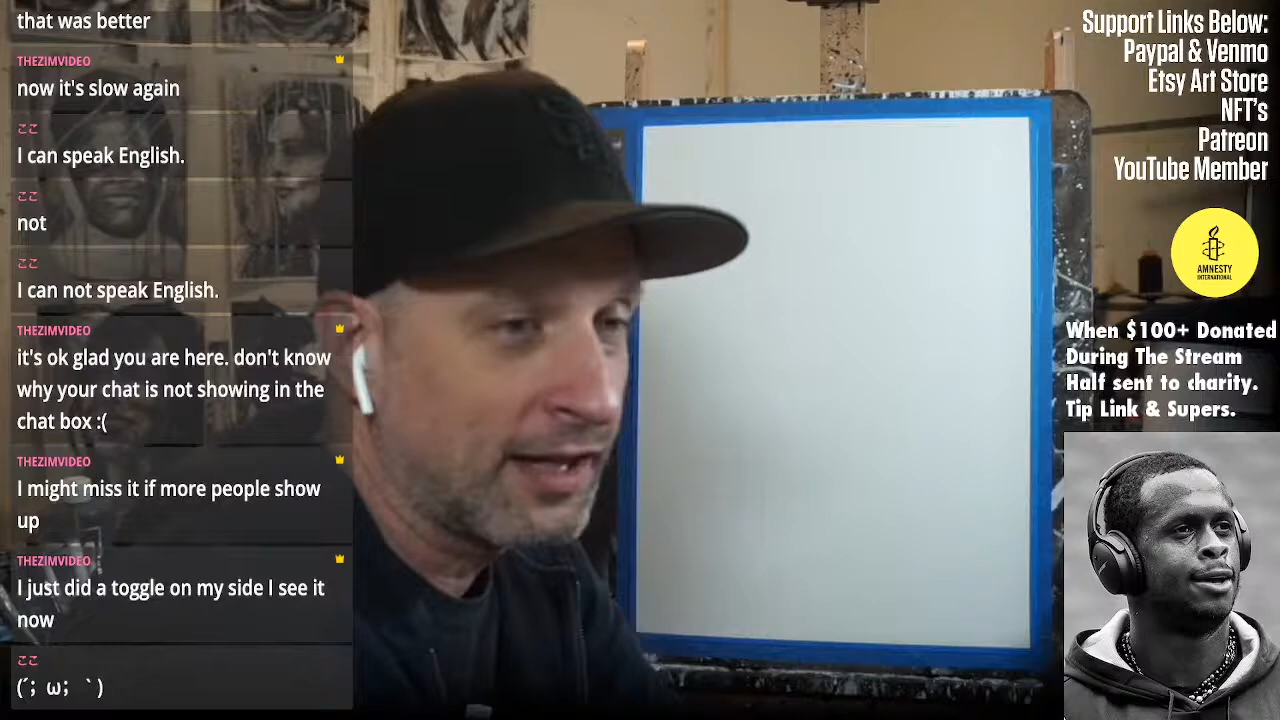 that was better
THEZIMVIDEO
now it's slow again
ここ
I can speak English.
ここ
not
ここ
I can not speak English.
THEZIMVIDEO
it's ok glad you are here. don't know
why your chat is not showing in the
chat box :(
THEZIMVIDEO
I might miss it if more people show
up
THEZIMVIDEO
I just did a toggle on my side I see it
now
ここ
(´; ω; ｀)
Support Links Below:
Paypal & Venmo
Etsy Art Store
NFT's
Patreon
YouTube Member
AMNESTY
INTERNATIONAL
When $100+ Donated
During The Stream
Half sent to charity.
Tip Link & Supers.